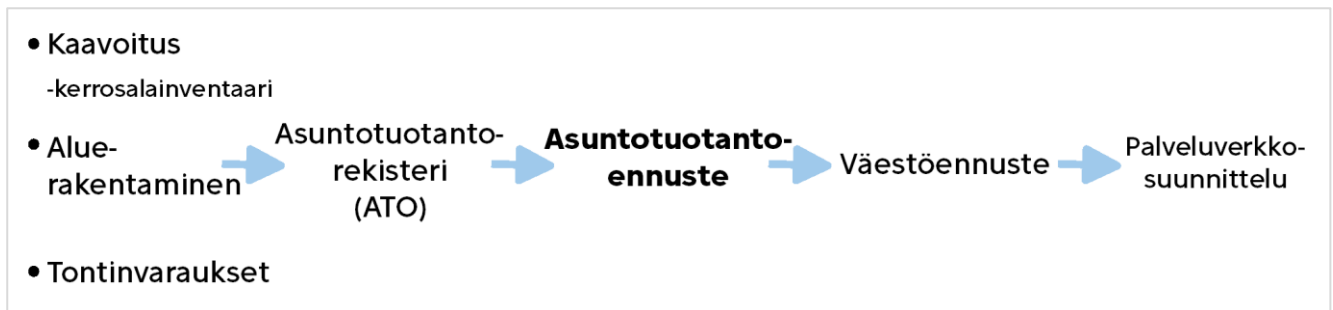 • Kaavoitus
-kerrosalainventaari
• Alue-
rakentaminen
• Tontinvaraukset
Asuntotuotanto-
rekisteri
(ATO)
Asuntotuotanto-
ennuste
Väestöennuste
Palveluverkko-
suunnittelu